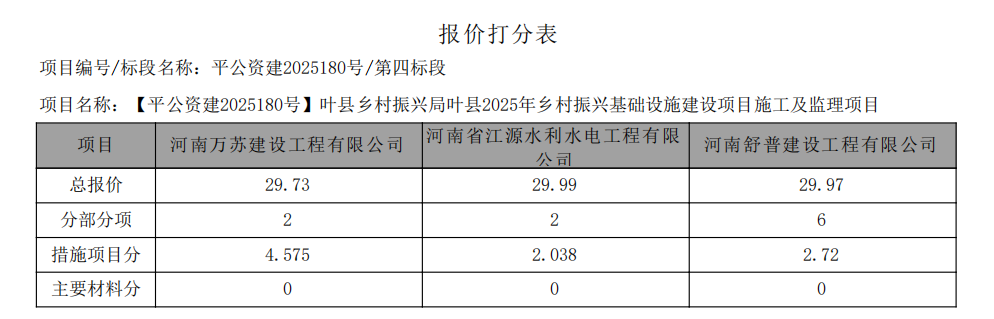 报价打分表
项目编号/标段名称：平公资建2025180号/第四标段
项目名称：【平公资建2025180号】叶县乡村振兴局叶县2025年乡村振兴基础设施建设项目施工及监理项目
项目 河南万苏建设工程有限公司 河南省江源水利水电工程有限公司 河南舒普建设工程有限公司
总报价 29.73 29.99 29.97
分部分项 2 2 6
措施项目分 4.575 2.038 2.72
主要材料分 0 0 0